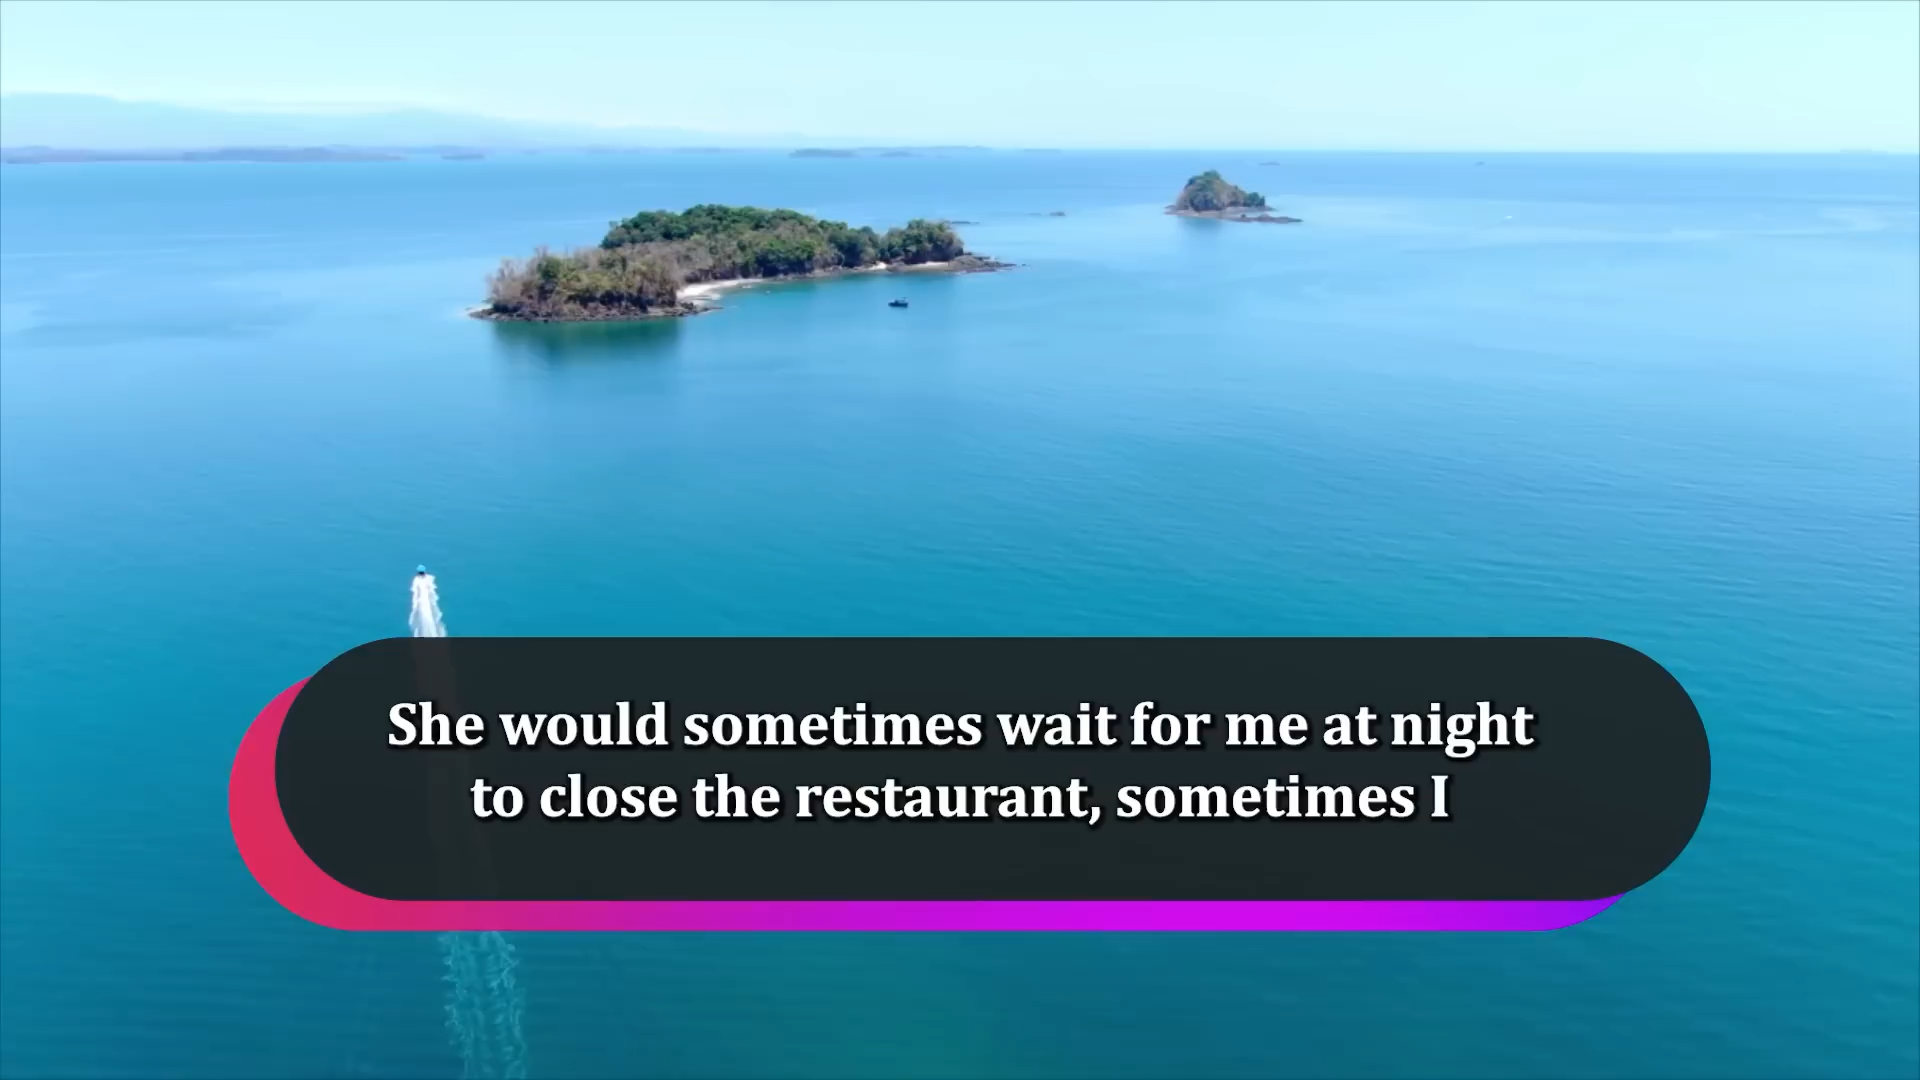 She would sometimes wait for me at night
to close the restaurant, sometimes I